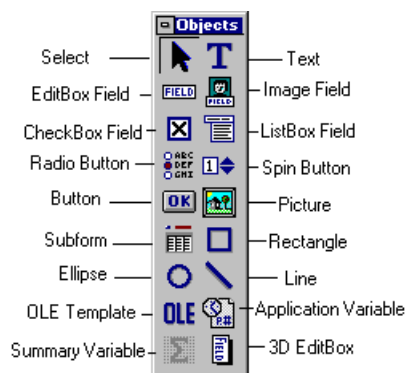 Objects
Select
T
Text
EditBox Field
FIELD
FIELD
Image Field
CheckBox Field
ListBox Field
Radio Button
ABC
DEF
GHI
1
Spin Button
Button
OK
Picture
Subform
Rectangle
Ellipse
Line
OLE Template
OLE
P.#
Application Variable
Summary Variable
Σ
FIELD
3D EditBox